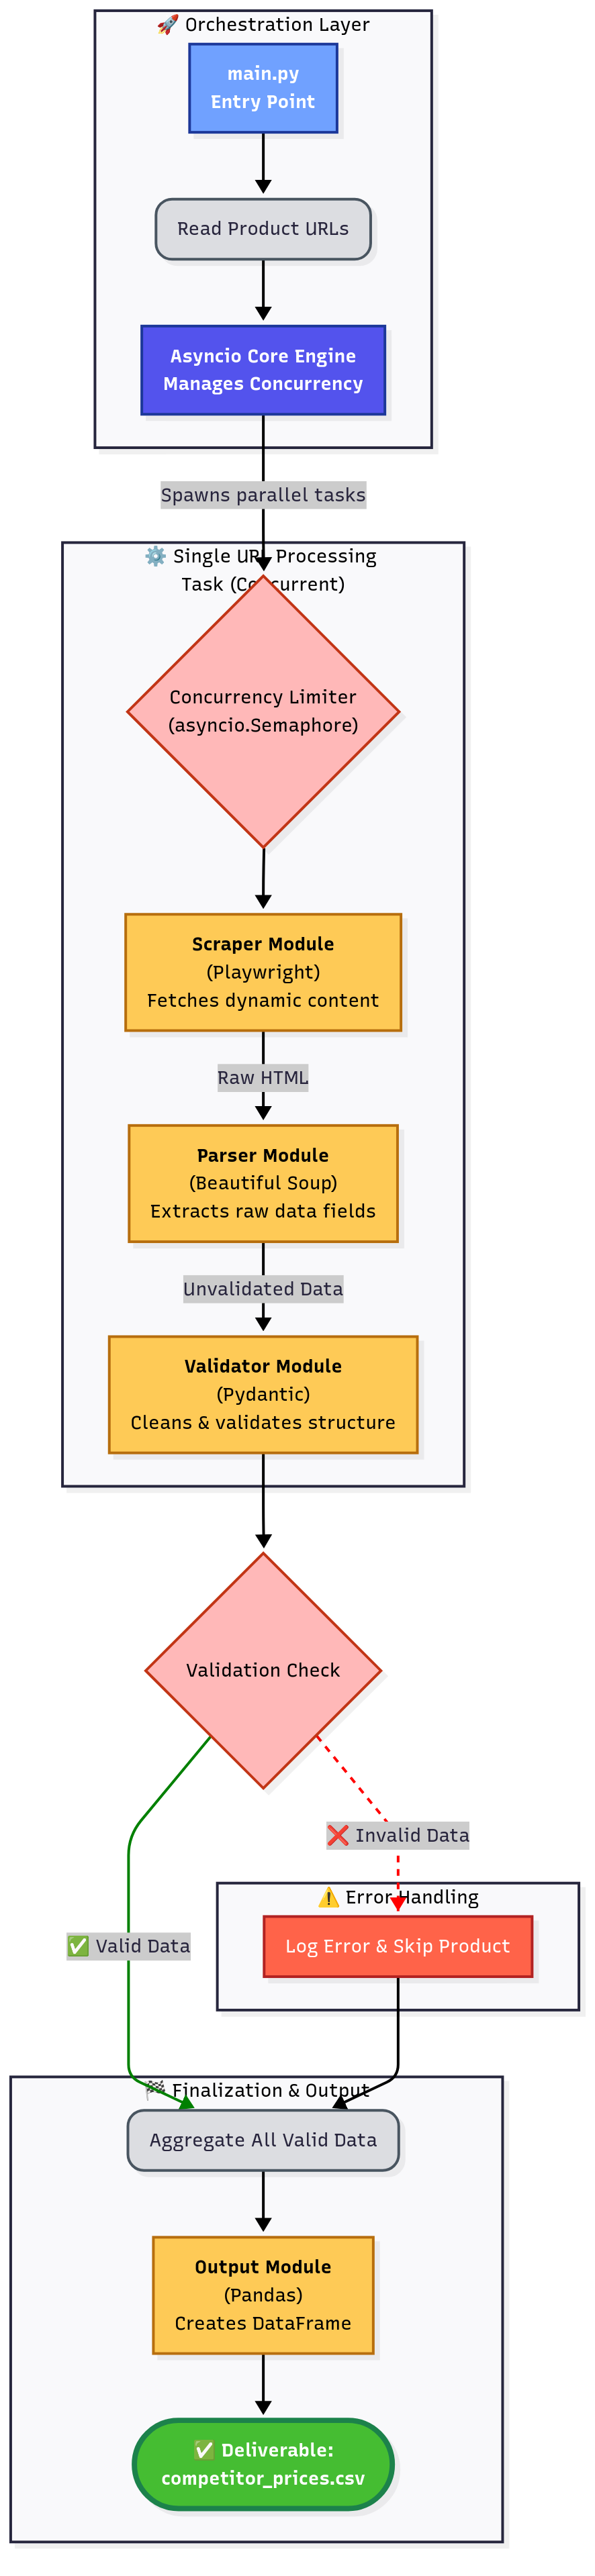 🚀 Orchestration Layer
main.py
Entry Point
Read Product URLs
Asyncio Core Engine
Manages Concurrency
Spawns parallel tasks
⚙️ Single URL Processing
Task (Concurrent)
Concurrency Limiter
(asyncio.Semaphore)
Scraper Module
(Playwright)
Fetches dynamic content
Raw HTML
Parser Module
(Beautiful Soup)
Extracts raw data fields
Unvalidated Data
Validator Module
(Pydantic)
Cleans & validates structure
Validation Check
❌ Invalid Data
⚠️ Error Handling
Log Error & Skip Product
✅ Valid Data
🏁 Finalization & Output
Aggregate All Valid Data
Output Module
(Pandas)
Creates DataFrame
✅ Deliverable:
competitor_prices.csv